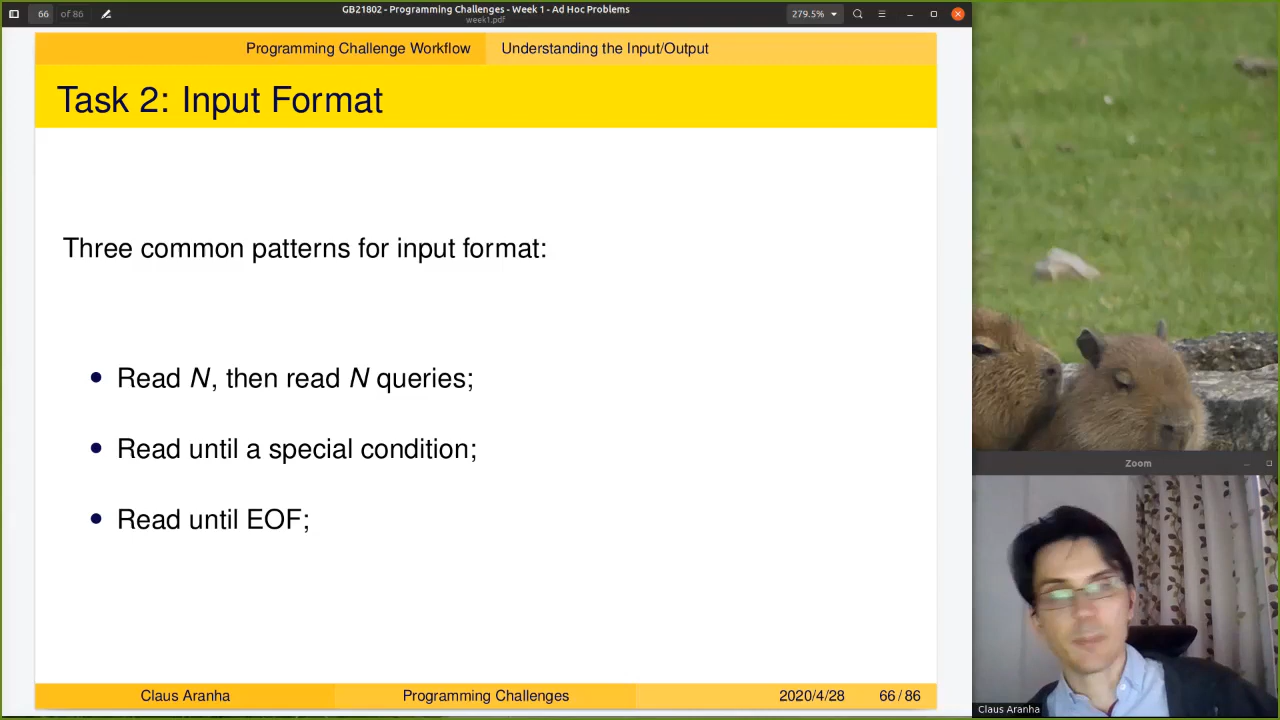 66 of 86
GB21802 - Programming Challenges - Week 1 - Ad Hoc Problems
week1.pdf
279.5%
Programming Challenge Workflow
Understanding the Input/Output
Task 2: Input Format
Three common patterns for input format:
• Read N, then read N queries;
• Read until a special condition;
• Read until EOF;
Claus Aranha
Programming Challenges
2020/4/28
66 / 86
Zoom
Claus Aranha